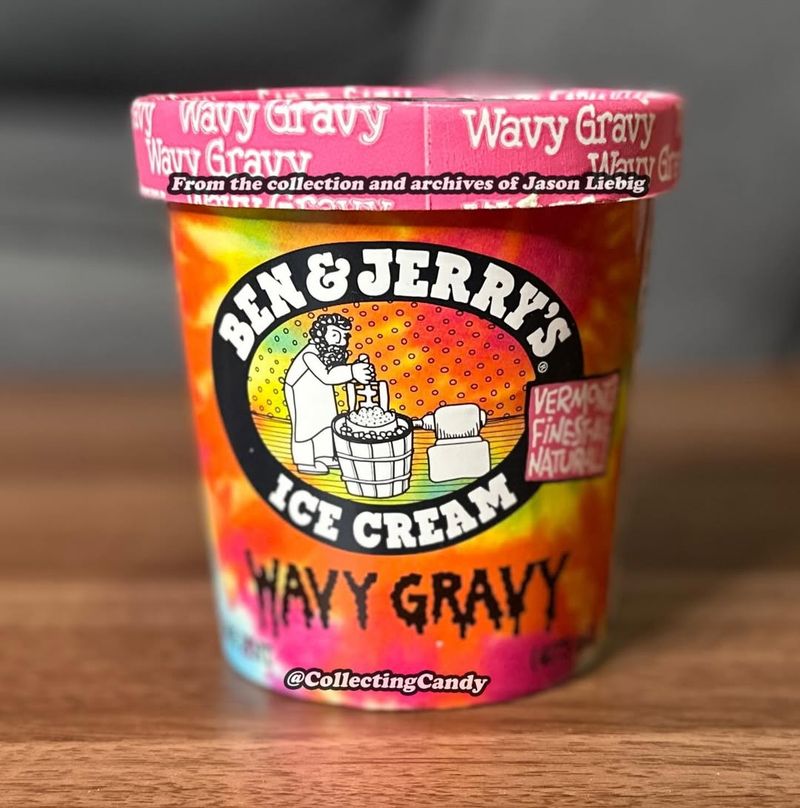 Wavy Gravy
Wavy Gravy
Wavy Gravy
Wavy
From the collection and archives of Jason Liebig
BEN & JERRY'S
®
VERMONT
FINEST
NATURAL
ICE CREAM
WAVY GRAVY
@CollectingCandy